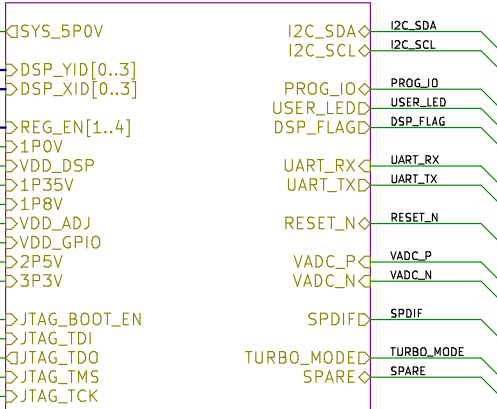 SYS_5P0V
I2C_SDA I2C_SDA
I2C_SCL I2C_SCL
DSP_YID[0..3]
DSP_XID[0..3] PROG_IO PROG_IO
USER_LED USER_LED
REG_EN[1..4] DSP_FLAG DSP_FLAG
1P0V
VDD_DSP UART_RX UART_RX
1P35V UART_TX UART_TX
1P8V
VDD_ADJ RESET_N RESET_N
VDD_GPIO
2P5V VADC_P VADC_P
3P3V VADC_N VADC_N
JTAG_BOOT_EN SPDIF SPDIF
JTAG_TDI
JTAG_TDO TURBO_MODE TURBO_MODE
JTAG_TMS SPARE SPARE
JTAG_TCK